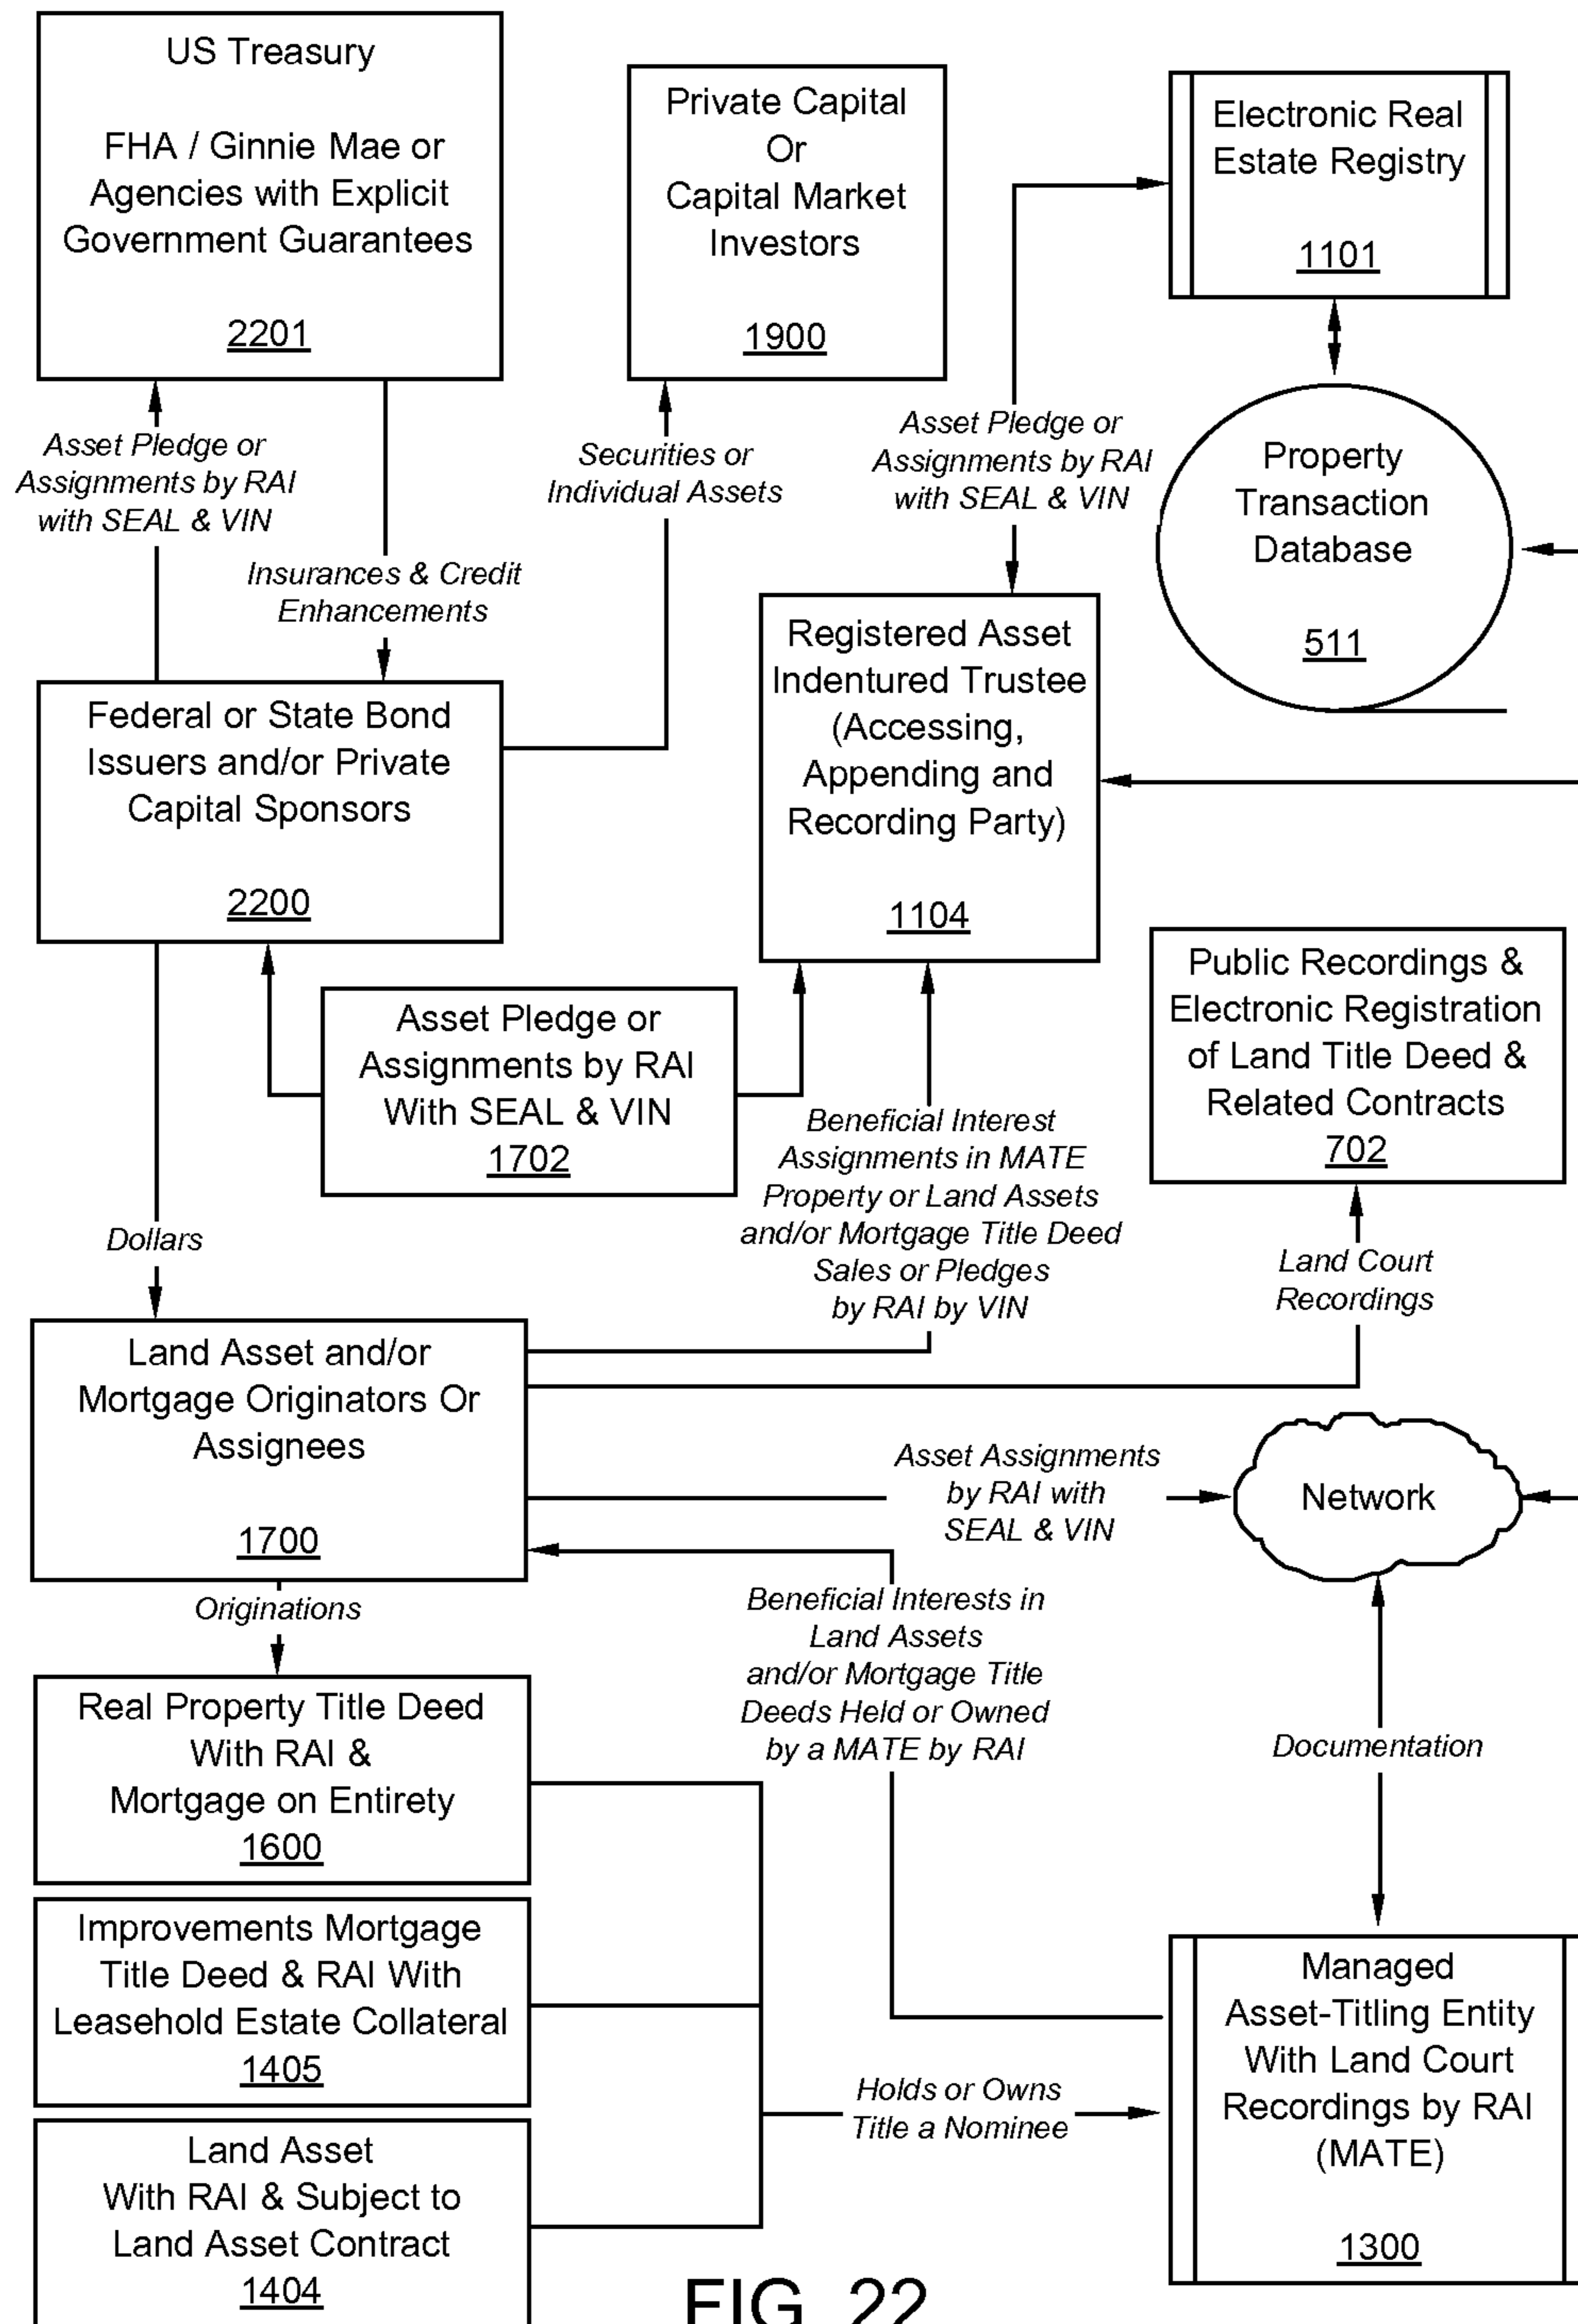 US Treasury
FHA / Ginnie Mae or
Agencies with Explicit
Government Guarantees
2201
Private Capital
Or
Capital Market
Investors
1900
Electronic Real
Estate Registry
1101
Asset Pledge or
Assignments by RAI
with SEAL & VIN
Insurances & Credit
Enhancements
Securities or
Individual Assets
Asset Pledge or
Assignments by RAI
with SEAL & VIN
Property
Transaction
Database
511
Federal or State Bond
Issuers and/or Private
Capital Sponsors
2200
Registered Asset
Indentured Trustee
(Accessing,
Appending and
Recording Party)
1104
Asset Pledge or
Assignments by RAI
With SEAL & VIN
1702
Public Recordings &
Electronic Registration
of Land Title Deed &
Related Contracts
702
Dollars
Beneficial Interest
Assignments in MATE
Property or Land Assets
and/or Mortgage Title Deed
Sales or Pledges
by RAI by VIN
Land Court
Recordings
Land Asset and/or
Mortgage Originators Or
Assignees
1700
Asset Assignments
by RAI with
SEAL & VIN
Network
Originations
Beneficial Interests in
Land Assets
and/or Mortgage Title
Deeds Held or Owned
by a MATE by RAI
Documentation
Real Property Title Deed
With RAI &
Mortgage on Entirety
1600
Improvements Mortgage
Title Deed & RAI With
Leasehold Estate Collateral
1405
Holds or Owns
Title a Nominee
Managed
Asset-Titling Entity
With Land Court
Recordings by RAI
(MATE)
1300
Land Asset
With RAI & Subject to
Land Asset Contract
1404
FIG. 22